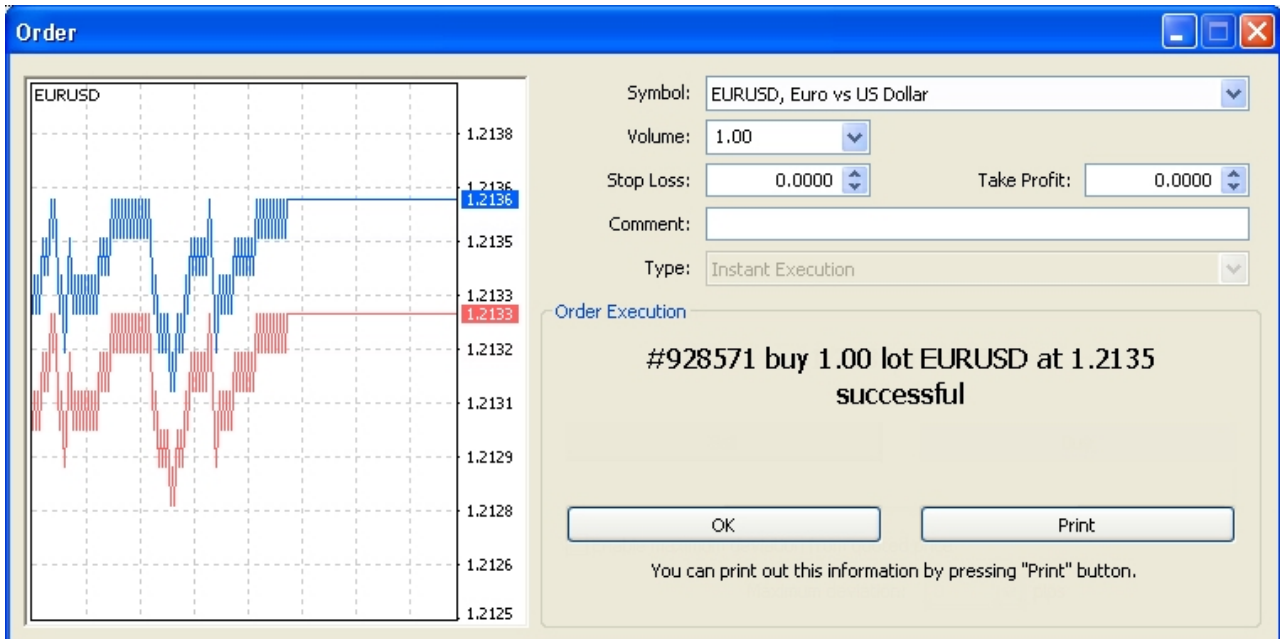 Order
EURUSD
1.2138
1.2136
1.2136
1.2135
1.2133
1.2133
1.2132
1.2131
1.2129
1.2128
1.2126
1.2125
Symbol: EURUSD, Euro vs US Dollar
Volume: 1.00
Stop Loss: 0.0000 Take Profit: 0.0000
Comment:
Type: Instant Execution
Order Execution
#928571 buy 1.00 lot EURUSD at 1.2135
successful
OK Print
You can print out this information by pressing "Print" button.